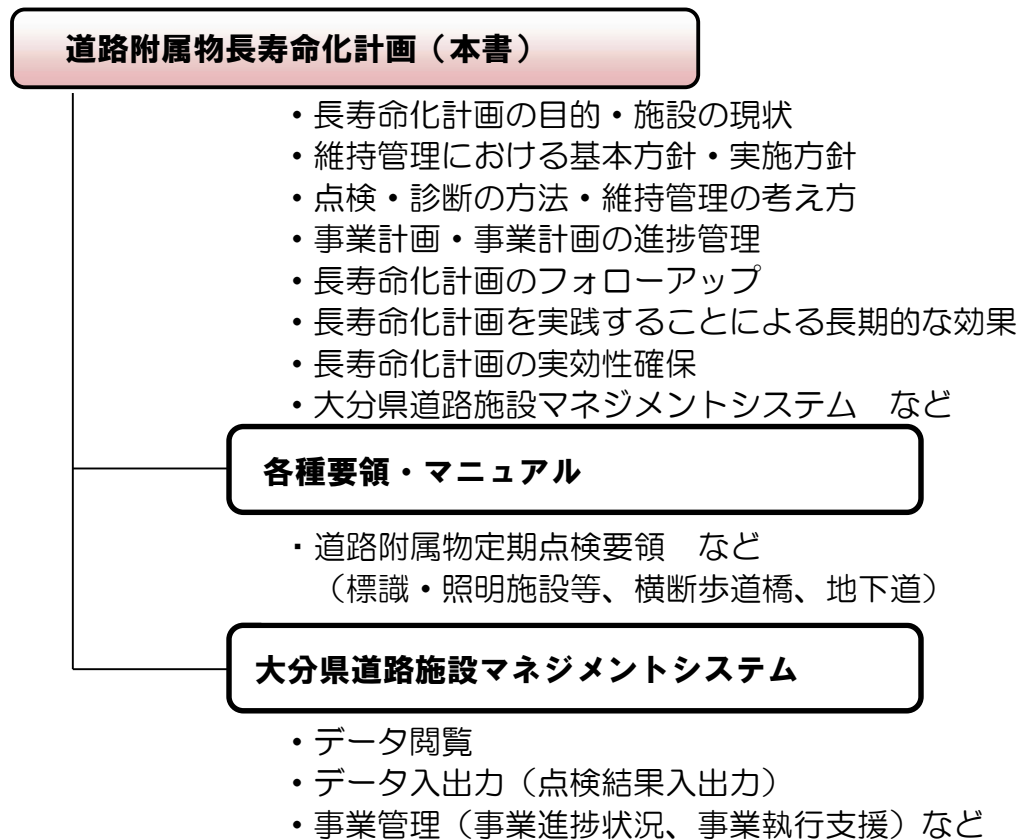 道路附属物長寿命化計画（本書）
・長寿命化計画の目的・施設の現状
・維持管理における基本方針・実施方針
・点検・診断の方法・維持管理の考え方
・事業計画・事業計画の進捗管理
・長寿命化計画のフォローアップ
・長寿命化計画を実践することによる長期的な効果
・長寿命化計画の実効性確保
・大分県道路施設マネジメントシステム　など
各種要領・マニュアル
・道路附属物定期点検要領　など
（標識・照明施設等、横断歩道橋、地下道）
大分県道路施設マネジメントシステム
・データ閲覧
・データ入出力（点検結果入出力）
・事業管理（事業進捗状況、事業執行支援）など